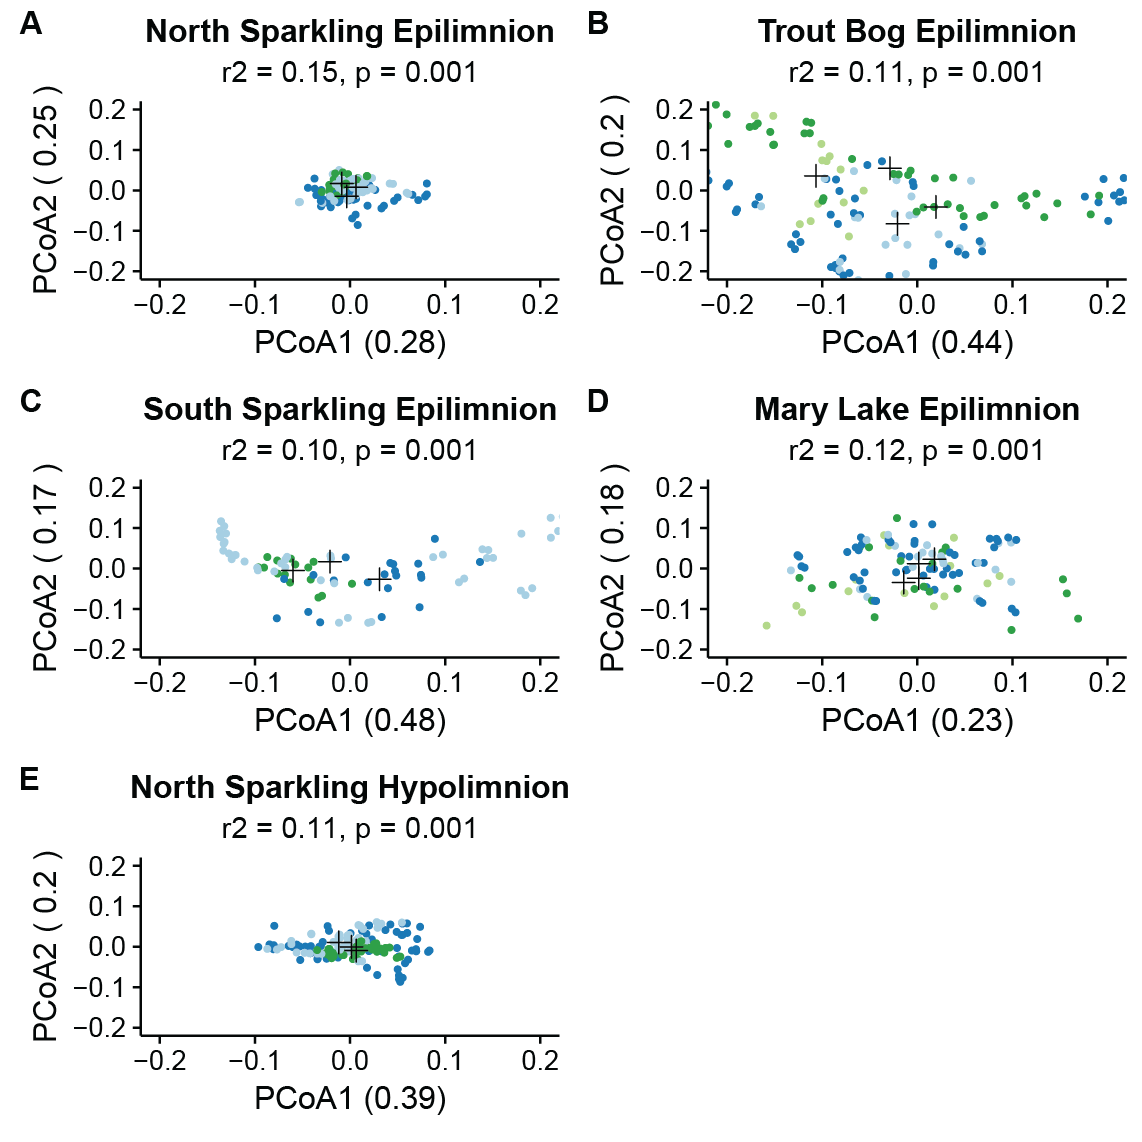 A
North Sparkling Epilimnion
r2 = 0.15, p = 0.001
PCoA2 ( 0.25 )
0.2
0.1
0.0
−0.1
−0.2
−0.2 −0.1 0.0 0.1 0.2
PCoA1 (0.28)
B
Trout Bog Epilimnion
r2 = 0.11, p = 0.001
PCoA2 ( 0.2 )
0.2
0.1
0.0
−0.1
−0.2
−0.2 −0.1 0.0 0.1 0.2
PCoA1 (0.44)
C
South Sparkling Epilimnion
r2 = 0.10, p = 0.001
PCoA2 ( 0.17 )
0.2
0.1
0.0
−0.1
−0.2
−0.2 −0.1 0.0 0.1 0.2
PCoA1 (0.48)
D
Mary Lake Epilimnion
r2 = 0.12, p = 0.001
PCoA2 ( 0.18 )
0.2
0.1
0.0
−0.1
−0.2
−0.2 −0.1 0.0 0.1 0.2
PCoA1 (0.23)
E
North Sparkling Hypolimnion
r2 = 0.11, p = 0.001
PCoA2 ( 0.2 )
0.2
0.1
0.0
−0.1
−0.2
−0.2 −0.1 0.0 0.1 0.2
PCoA1 (0.39)